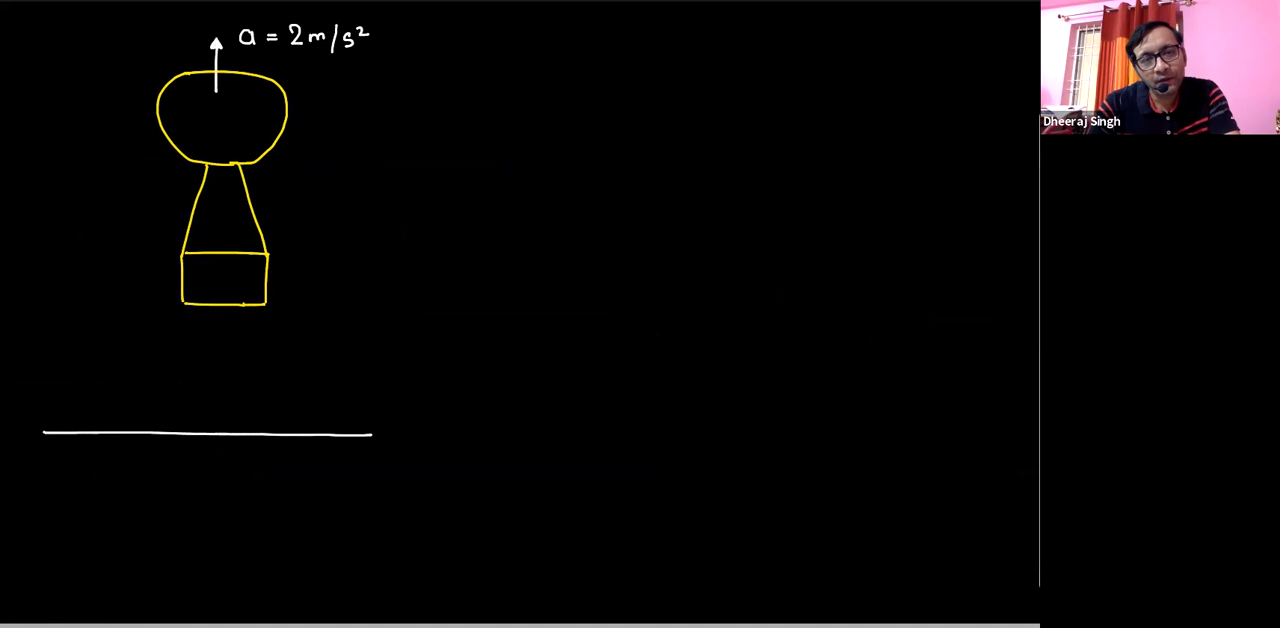 a = 2m/s²
Dheeraj Singh